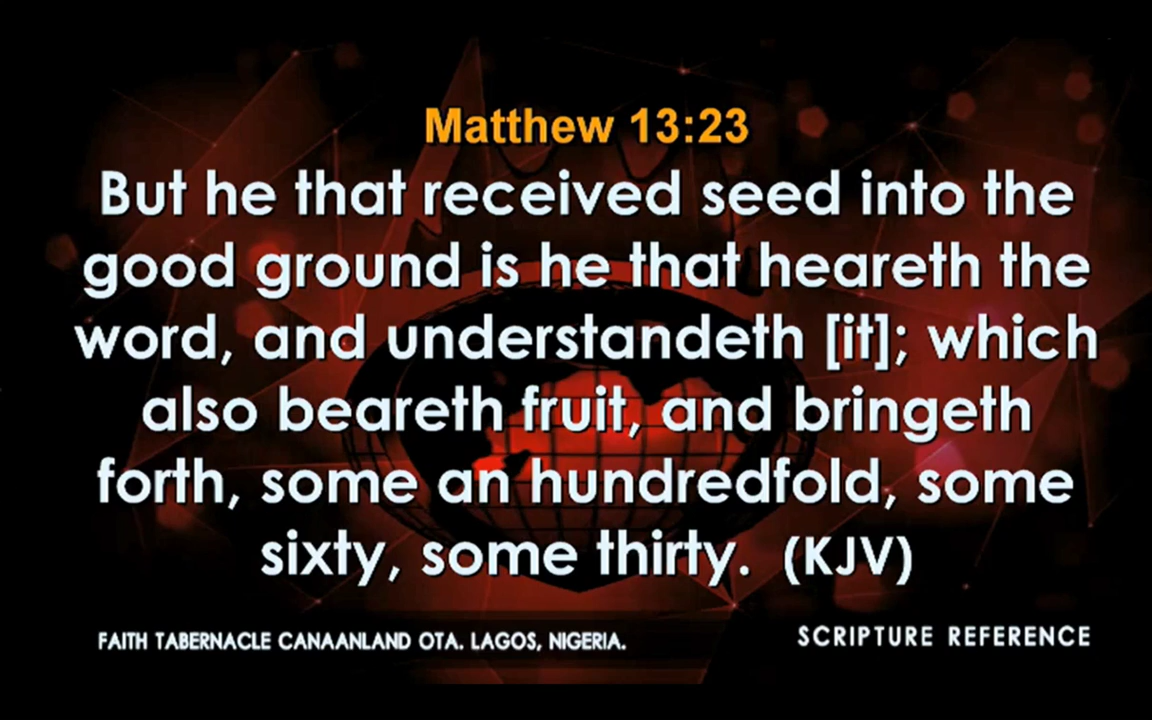 Matthew 13:23
But he that received seed into the
good ground is he that heareth the
word, and understandeth [it]; which
also beareth fruit, and bringeth
forth, some an hundredfold, some
sixty, some thirty. (KJV)
FAITH TABERNACLE CANAANLAND OTA. LAGOS, NIGERIA.
SCRIPTURE REFERENCE